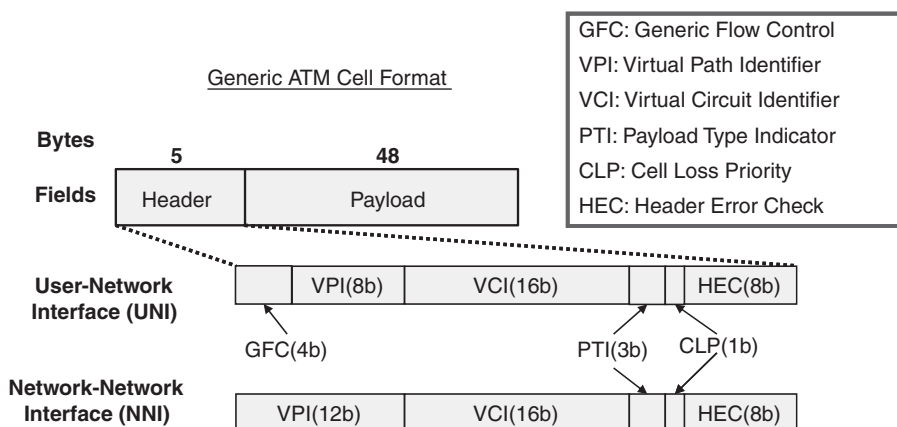 GFC: Generic Flow Control
VPI: Virtual Path Identifier
VCI: Virtual Circuit Identifier
PTI: Payload Type Indicator
CLP: Cell Loss Priority
HEC: Header Error Check
Generic ATM Cell Format
Bytes
5 48
Fields Header Payload
User-Network
Interface (UNI)
VPI(8b) VCI(16b) HEC(8b)
GFC(4b) PTI(3b) CLP(1b)
Network-Network
Interface (NNI)
VPI(12b) VCI(16b) HEC(8b)